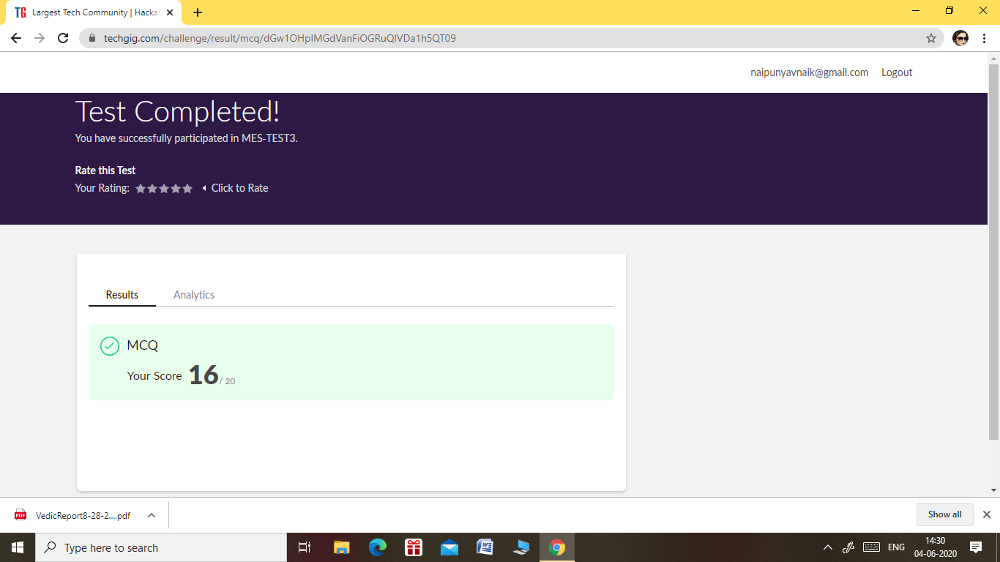 TG Largest Tech Community | Hacka
techgig.com/challenge/result/mcq/dGw1OHpIMGdVanFiOGRuQlVDa1h5QT09
naipunyavnaik@gmail.com Logout
Test Completed!
You have successfully participated in MES-TEST3.
Rate this Test
Your Rating: Click to Rate
Results Analytics
MCQ
Your Score 16 / 20
PDF VedicReport8-28-2....pdf Show all
Type here to search
ENG
14:30
04-06-2020